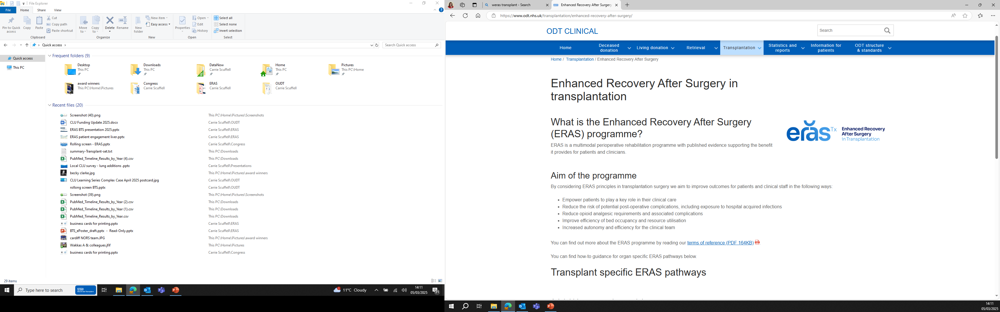 File Explorer
File Home Share View
Pin to Quick access
Copy
Paste
Cut
Copy path
Paste shortcut
Clipboard
Move to
Copy to
Delete
Rename
Organize
New folder
New item
Easy access
New
Properties
Open
Edit
History
Open
Select all
Select none
Invert selection
Select
Quick access
Search Quick access
Quick access
This PC
Frequent folders (9)
Desktop
This PC
Downloads
This PC
DataNow
Carrie Scuffell
Home
This PC
Pictures
This PC\Home
award winners
This PC\Home\Pictures
Congress
Carrie Scuffell
ERAS
Carrie Scuffell
OUDT
Carrie Scuffell
Recent files (20)
Screenshot (40).png This PC\Home\Pictures\Screenshots
CLU Funding Update 2025.docx Carrie Scuffell\OUDT
ERAS BTS presentation 2025.pptx Carrie Scuffell\ERAS
ERAS patient engagement liver.pptx Carrie Scuffell\ERAS
Rolling screen - ERAS.pptx Carrie Scuffell\Congress
summary-Transplant-set.txt This PC\Downloads
PubMed_Timeline_Results_by_Year (4).csv This PC\Downloads
Local CLU survey - lung additions .pptx Carrie Scuffell\Presentations
becky clarke.jpg This PC\Home\Pictures\award winners
CLU Learning Series Complex Case April 2025 postcard.jpg Carrie Scuffell\OUDT
rollong screen BTS.pptx Carrie Scuffell\OUDT
Screenshot (39).png This PC\Home\Pictures\Screenshots
PubMed_Timeline_Results_by_Year (2).csv This PC\Downloads
PubMed_Timeline_Results_by_Year (1).csv This PC\Downloads
PubMed_Timeline_Results_by_Year.csv This PC\Downloads
business cards for printing.pptx Carrie Scuffell\ERAS
BTS_ePoster_draft.pptx - Read-Only.pptx Carrie Scuffell\ERAS
cardiff NORS team.JPG This PC\Home\Pictures\award winners
Wakkas A & colleagues.jfif This PC\Home\Pictures
business cards for printing.pptx Carrie Scuffell\Congress
29 items
Type here to search
NHS
Blood and Transplant
11°C Cloudy
14:11
05/03/2025
21
weras transplant - Search
Enhanced Recovery After Surgery
https://www.odt.nhs.uk/transplantation/enhanced-recovery-after-surgery/
ODT CLINICAL
Search
Home
Deceased donation
Living donation
Retrieval
Transplantation
Statistics and reports
Information for patients
ODT structure & standards
Home / Transplantation / Enhanced Recovery After Surgery
Enhanced Recovery After Surgery in
transplantation
What is the Enhanced Recovery After Surgery
(ERAS) programme?
ERAS is a multimodal perioperative rehabilitation programme with published evidence supporting the benefit
it provides for patients and clinicians.
erasTx
Enhanced Recovery
After Surgery
in Transplantation
Aim of the programme
By considering ERAS principles in transplantation surgery we aim to improve outcomes for patients and clinical staff in the following ways:
• Empower patients to play a key role in their clinical care
• Reduce the risk of potential post-operative complications, including exposure to hospital acquired infections
• Reduce opioid analgesic requirements and associated complications
• Improve efficiency of bed occupancy and resource utilisation
• Increased autonomy and efficiency for the clinical team
You can find out more about the ERAS programme by reading our terms of reference (PDF 164KB) .
You can find how-to guidance for organ specific ERAS pathways below.
Transplant specific ERAS pathways
14:11
05/03/2025